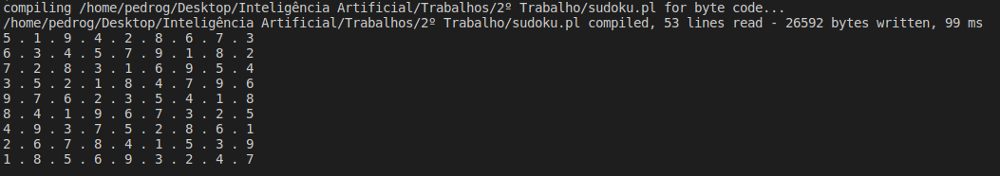 compiling /home/pedrog/Desktop/Inteligência Artificial/Trabalhos/2º Trabalho/sudoku.pl for byte code...
/home/pedrog/Desktop/Inteligência Artificial/Trabalhos/2º Trabalho/sudoku.pl compiled, 53 lines read - 26592 bytes written, 99 ms
5 . 1 . 9 . 4 . 2 . 8 . 6 . 7 . 3
6 . 3 . 4 . 5 . 7 . 9 . 1 . 8 . 2
7 . 2 . 8 . 3 . 1 . 6 . 9 . 5 . 4
3 . 5 . 2 . 1 . 8 . 4 . 7 . 9 . 6
9 . 7 . 6 . 2 . 3 . 5 . 4 . 1 . 8
8 . 4 . 1 . 9 . 6 . 7 . 3 . 2 . 5
4 . 9 . 3 . 7 . 5 . 2 . 8 . 6 . 1
2 . 6 . 7 . 8 . 4 . 1 . 5 . 3 . 9
1 . 8 . 5 . 6 . 9 . 3 . 2 . 4 . 7